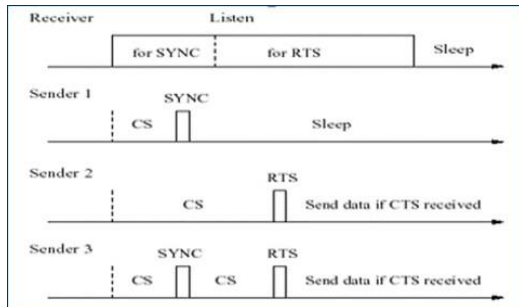 Receiver Listen
for SYNC for RTS Sleep
Sender 1 SYNC
CS Sleep
Sender 2 RTS
CS Send data if CTS received
Sender 3 SYNC RTS
CS CS Send data if CTS received